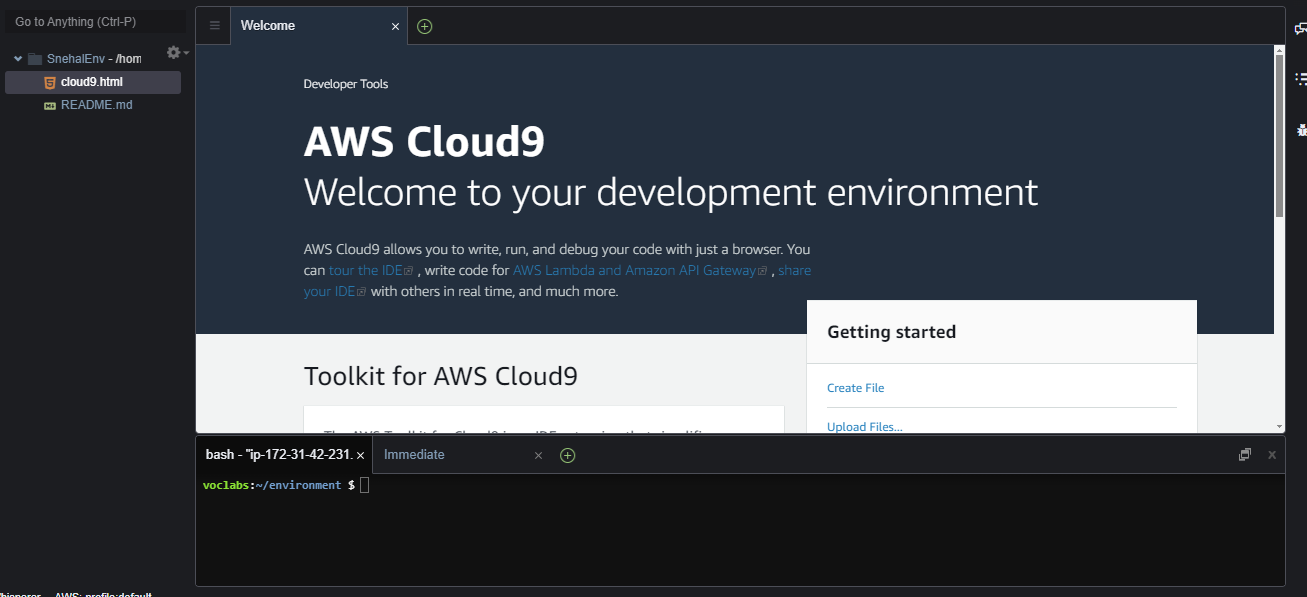 Go to Anything (Ctrl-P)
SnehalEnv - /hom
cloud9.html
README.md
Welcome
Developer Tools
AWS Cloud9
Welcome to your development environment
AWS Cloud9 allows you to write, run, and debug your code with just a browser. You
can tour the IDE , write code for AWS Lambda and Amazon API Gateway , share
your IDE with others in real time, and much more.
Getting started
Create File
Upload Files...
Toolkit for AWS Cloud9
bash - "ip-172-31-42-231.
Immediate
voclabs:~/environment $
AWS: profile:default